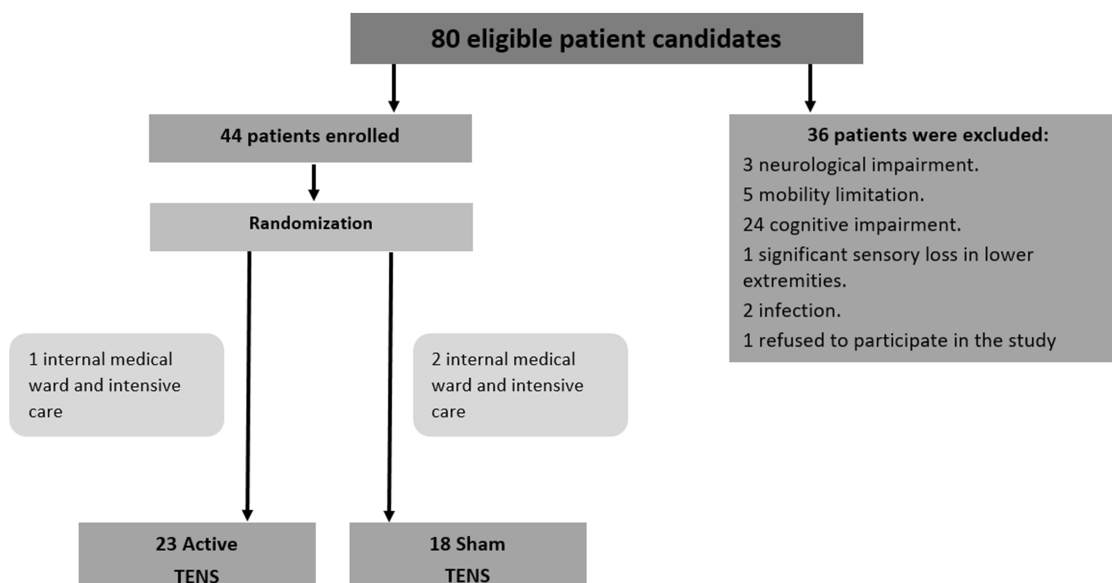 80 eligible patient candidates
44 patients enrolled
36 patients were excluded:
3 neurological impairment.
5 mobility limitation.
24 cognitive impairment.
1 significant sensory loss in lower
extremities.
2 infection.
1 refused to participate in the study
Randomization
1 internal medical
ward and intensive
care
2 internal medical
ward and intensive
care
23 Active
TENS
18 Sham
TENS